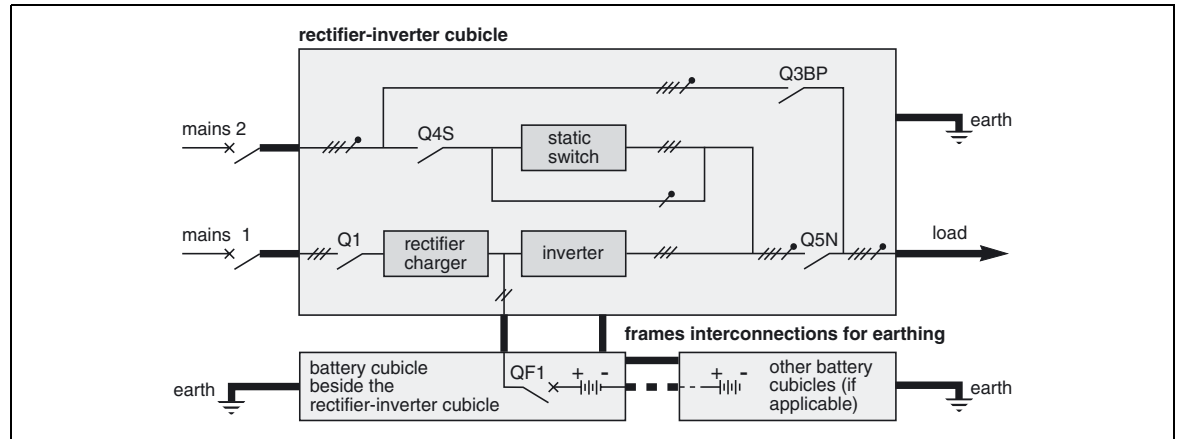 rectifier-inverter cubicle
Q3BP
mains 2
Q4S
static
switch
earth
mains 1
Q1
rectifier
charger
inverter
Q5N
load
frames interconnections for earthing
earth
battery cubicle
beside the
rectifier-inverter cubicle
QF1
+ -
+ -
other battery
cubicles (if
applicable)
earth